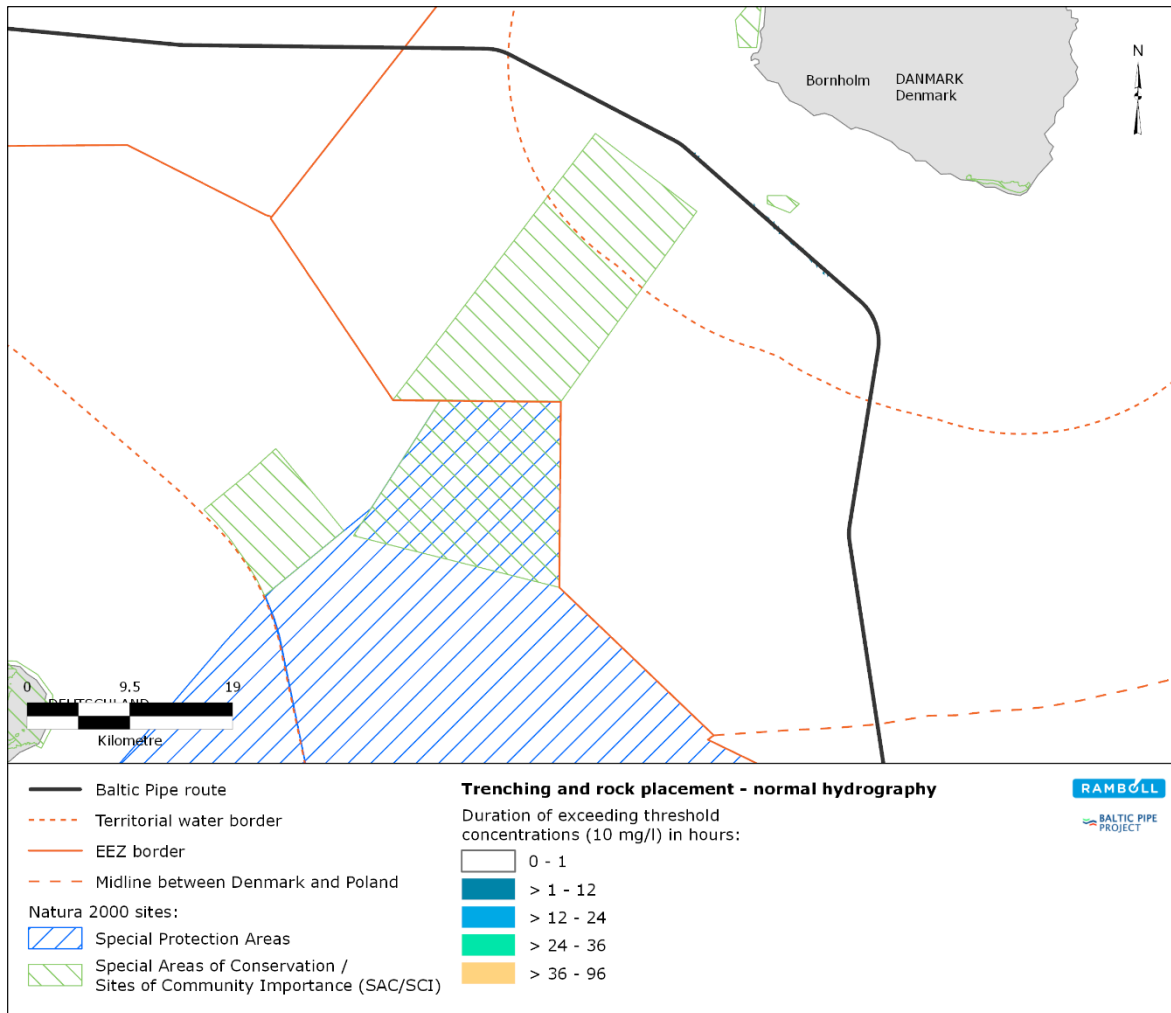 N
Bornholm
DANMARK
Denmark
0 9.5 19
DEUTSCHLAND
Kilometre
Baltic Pipe route
Territorial water border
EEZ border
Midline between Denmark and Poland
Natura 2000 sites:
Special Protection Areas
Special Areas of Conservation /
Sites of Community Importance (SAC/SCI)
Trenching and rock placement - normal hydrography
Duration of exceeding threshold
concentrations (10 mg/l) in hours:
0 - 1
> 1 - 12
> 12 - 24
> 24 - 36
> 36 - 96
RAMBOLL
BALTIC PIPE
PROJECT